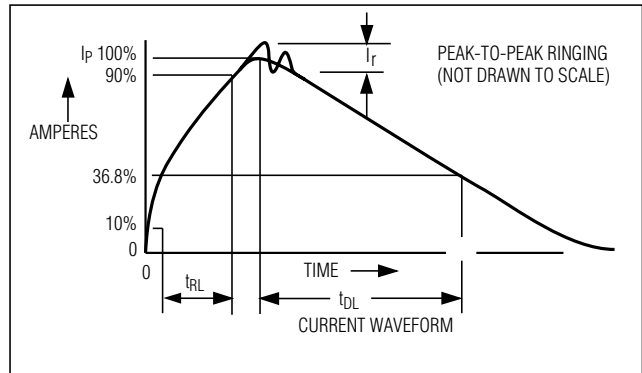 IP 100%
90%
AMPERES
36.8%
10%
0
0
Ir
PEAK-TO-PEAK RINGING
(NOT DRAWN TO SCALE)
TIME
tRL
tDL
CURRENT WAVEFORM